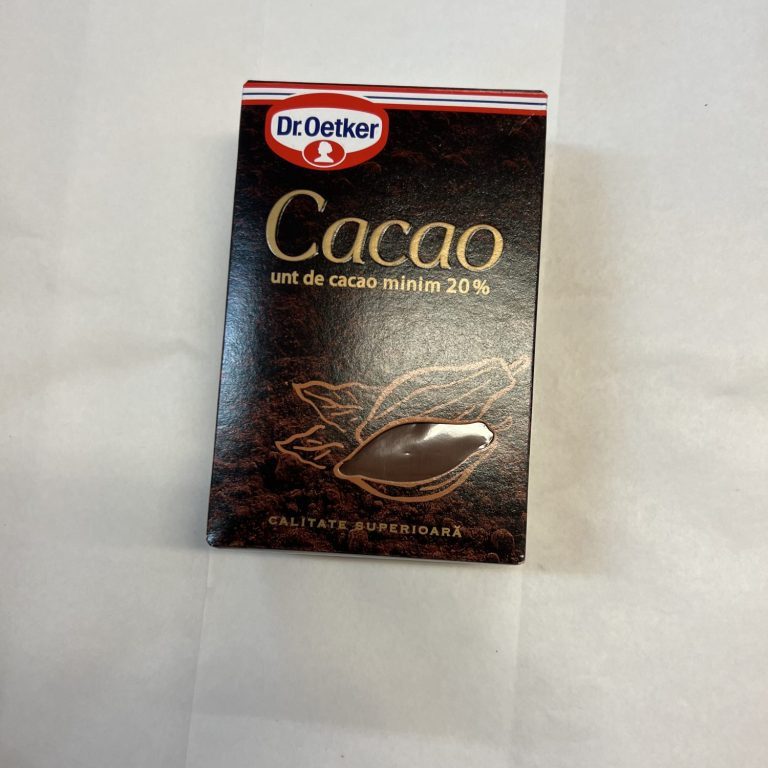 Dr.Oetker
Cacao
unt de cacao minim 20%
CALITATE SUPERIOARĂ